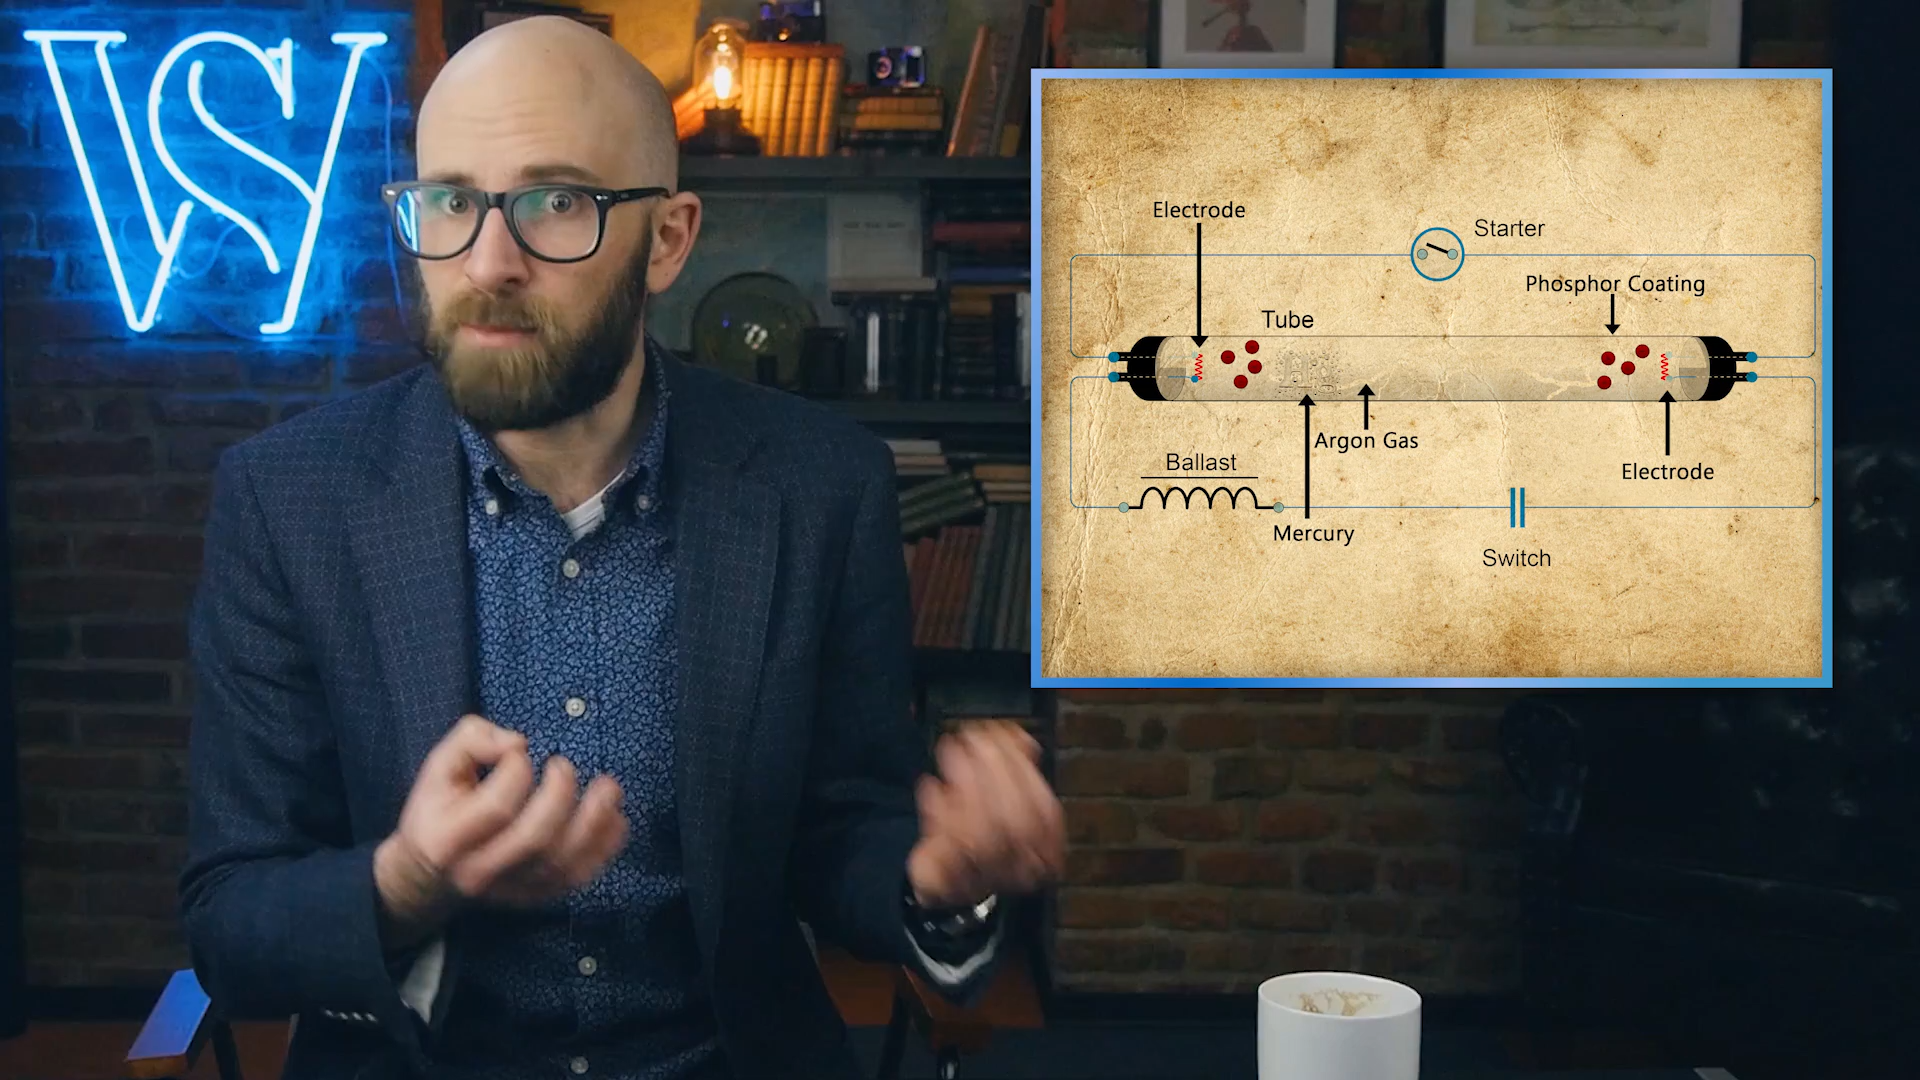 VS
Electrode
Starter
Phosphor Coating
Tube
Argon Gas
Ballast
Electrode
Mercury
Switch